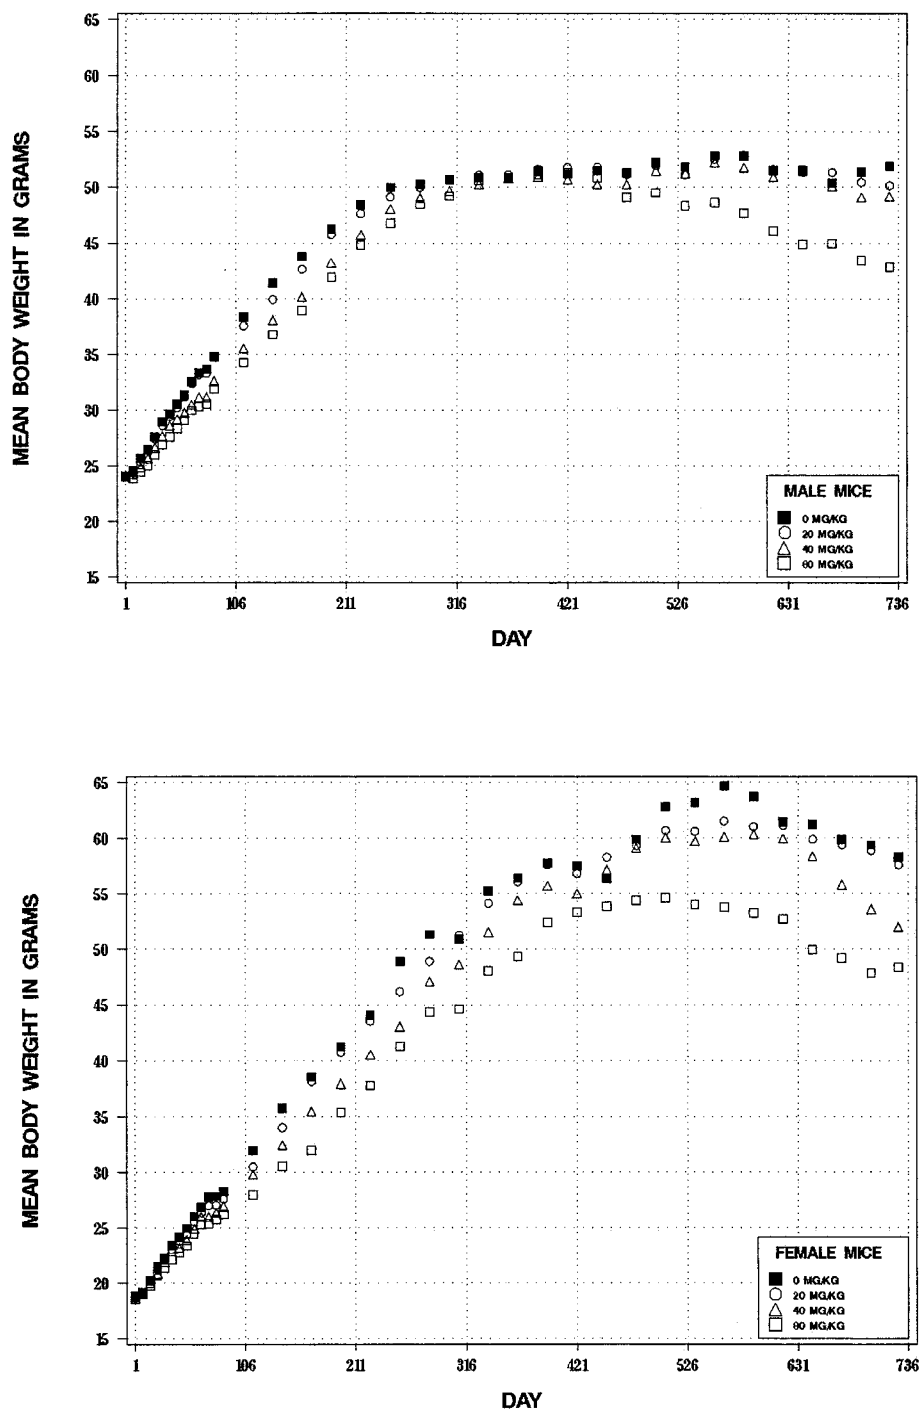 65
60
55
50
45
40
35
30
25
20
15
MEAN BODY WEIGHT IN GRAMS
MALE MICE
0 MG/KG
20 MG/KG
40 MG/KG
80 MG/KG
1 106 211 316 421 526 631 736
DAY
65
60
55
50
45
40
35
30
25
20
15
MEAN BODY WEIGHT IN GRAMS
FEMALE MICE
0 MG/KG
20 MG/KG
40 MG/KG
80 MG/KG
1 106 211 316 421 526 631 736
DAY